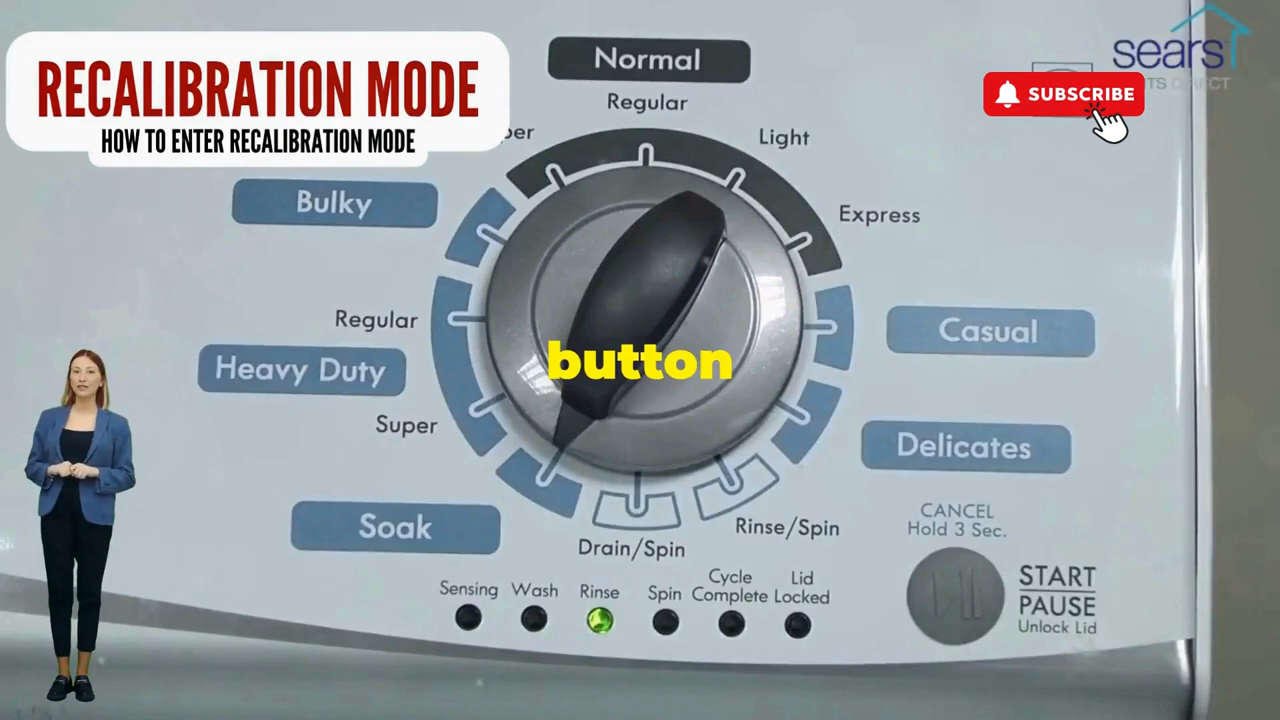 RECALIBRATION MODE
HOW TO ENTER RECALIBRATION MODE
sears
SUBSCRIBE
Normal
Regular
Light
Express
Bulky
Regular
Heavy Duty
Super
Casual
Delicates
Soak
Drain/Spin
Rinse/Spin
button
CANCEL
Hold 3 Sec.
START
PAUSE
Unlock Lid
Sensing
Wash
Rinse
Spin
Cycle
Complete
Lid
Locked